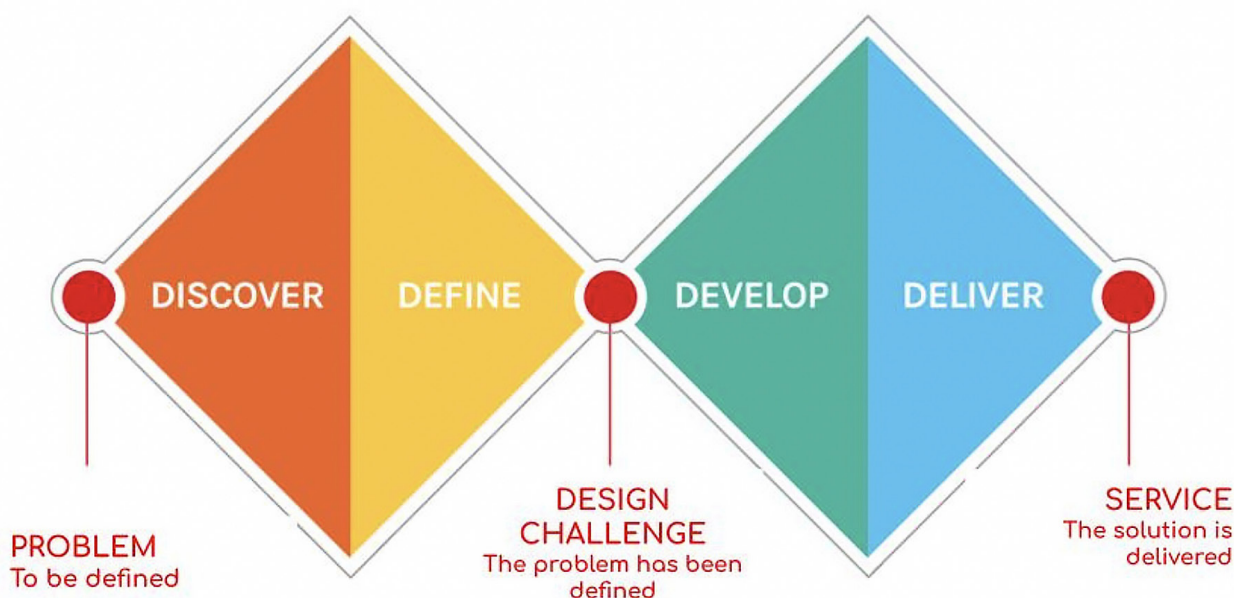 DISCOVER
DEFINE
DEVELOP
DELIVER
PROBLEM
To be defined
DESIGN
CHALLENGE
The problem has been
defined
SERVICE
The solution is
delivered